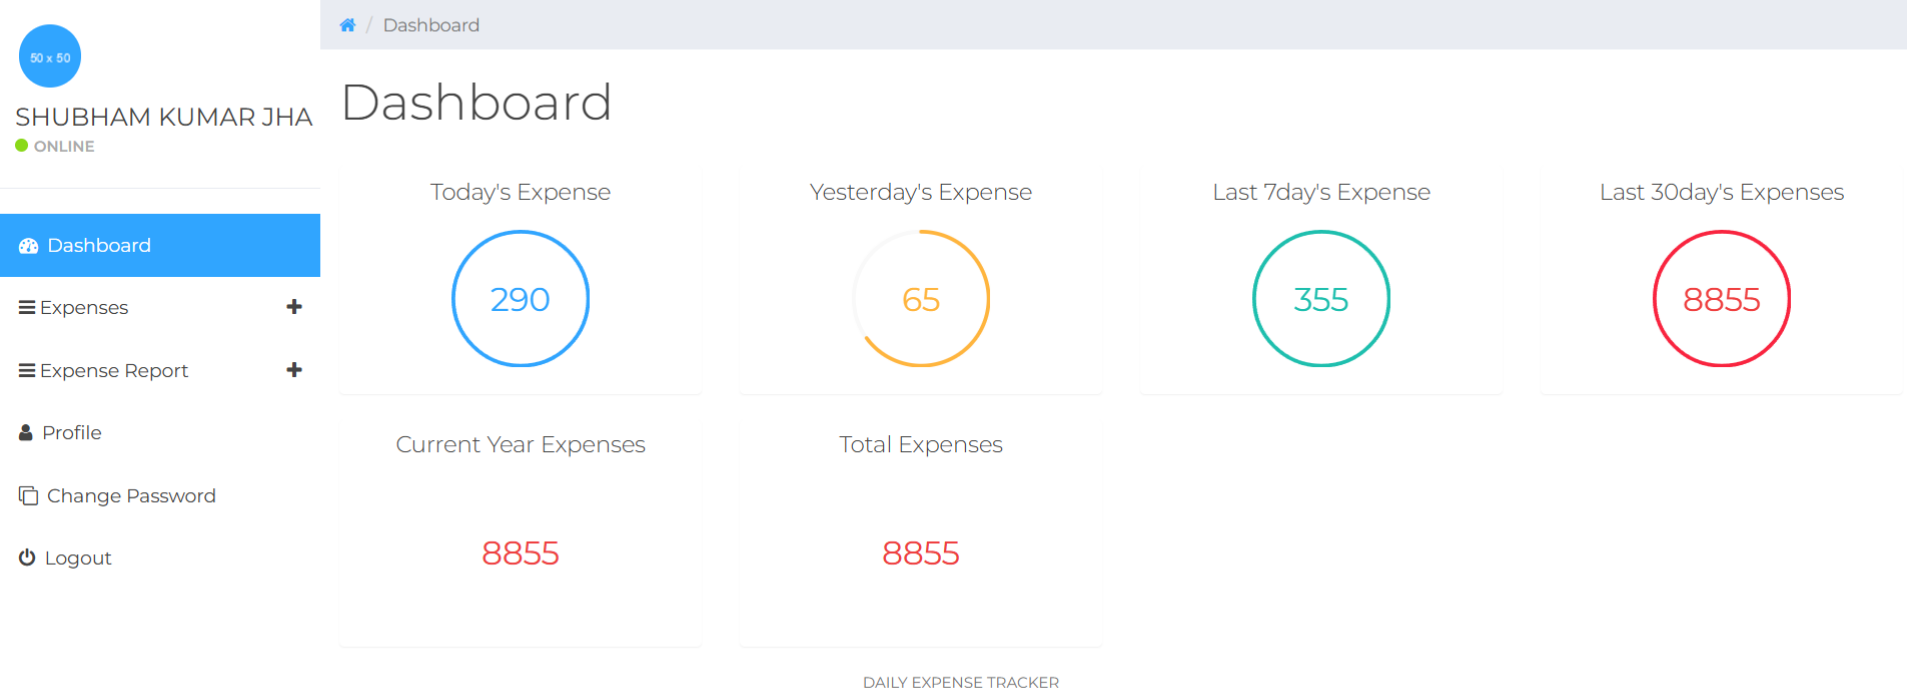 50 x 50
SHUBHAM KUMAR JHA
ONLINE
Dashboard
Expenses
Expense Report
Profile
Change Password
Logout
/ Dashboard
Dashboard
Today's Expense
290
Yesterday's Expense
65
Last 7day's Expense
355
Last 30day's Expenses
8855
Current Year Expenses
8855
Total Expenses
8855
DAILY EXPENSE TRACKER